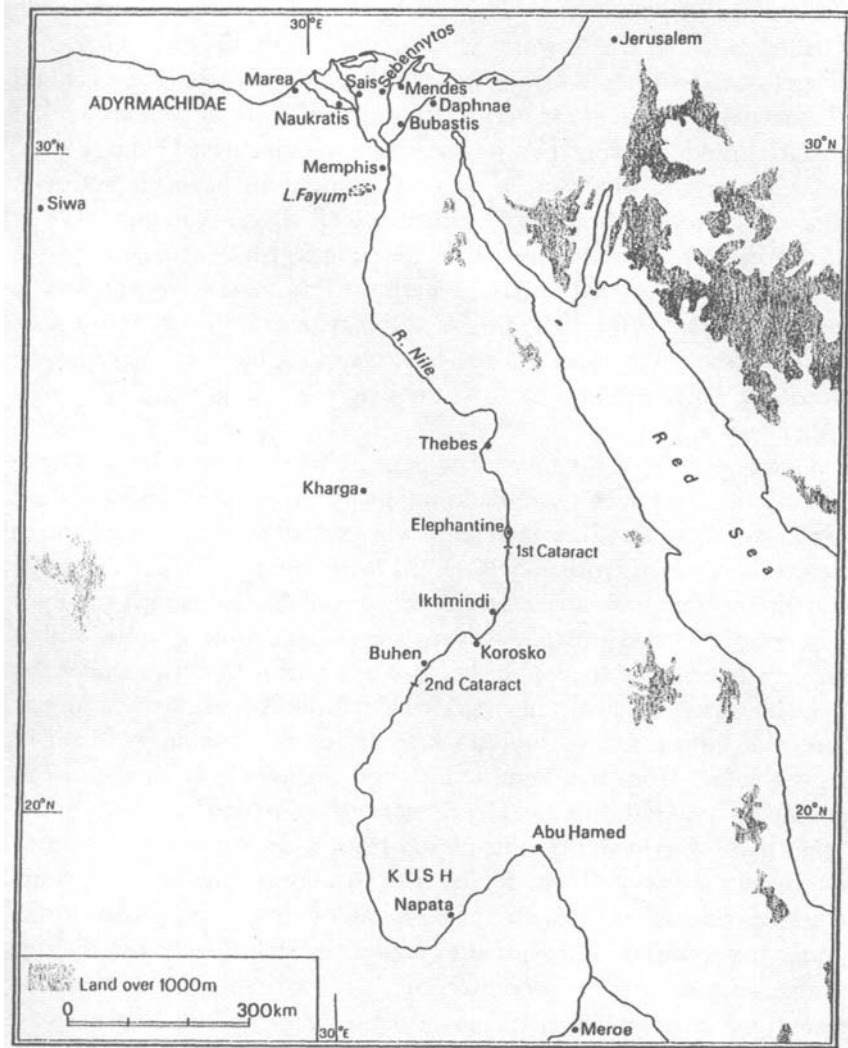 30°E
Jerusalem
Sebennytos
Marea
Sais
Mendes
ADYRMACHIDAE
Daphnae
Naukratis
Bubastis
30°N
30°N
Memphis
L.Fayum
Siwa
R. Nile
Thebes
Red Sea
Kharga
Elephantine
1st Cataract
Ikhmindi
Korosko
Buhen
2nd Cataract
20°N
20°N
Abu Hamed
KUSH
Napata
Land over 1000m
0 300km
30°E
Meroe